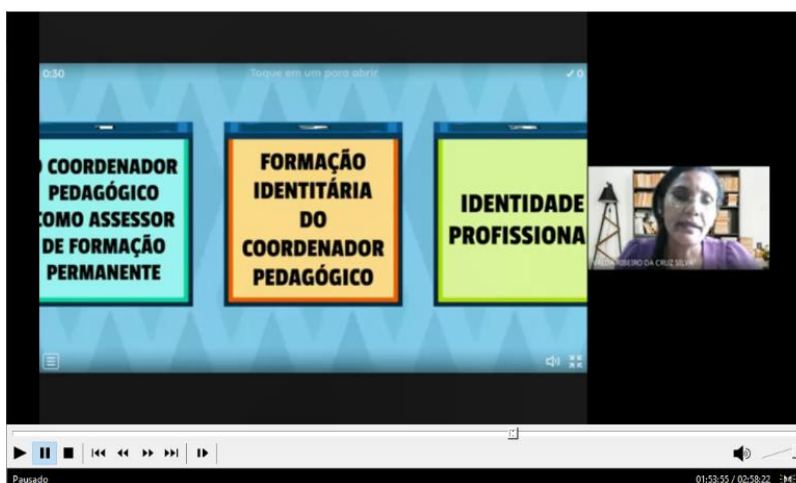 0:30
Toque em um para abrir
✓ 0
O COORDENADOR
PEDAGÓGICO
COMO ASSESSOR
DE FORMAÇÃO
PERMANENTE
FORMAÇÃO
IDENTITÁRIA
DO
COORDENADOR
PEDAGÓGICO
IDENTIDADE
PROFISSIONA
RIBEIRO DA CRUZ SILVA
Pausado
01:53:55 / 02:58:22